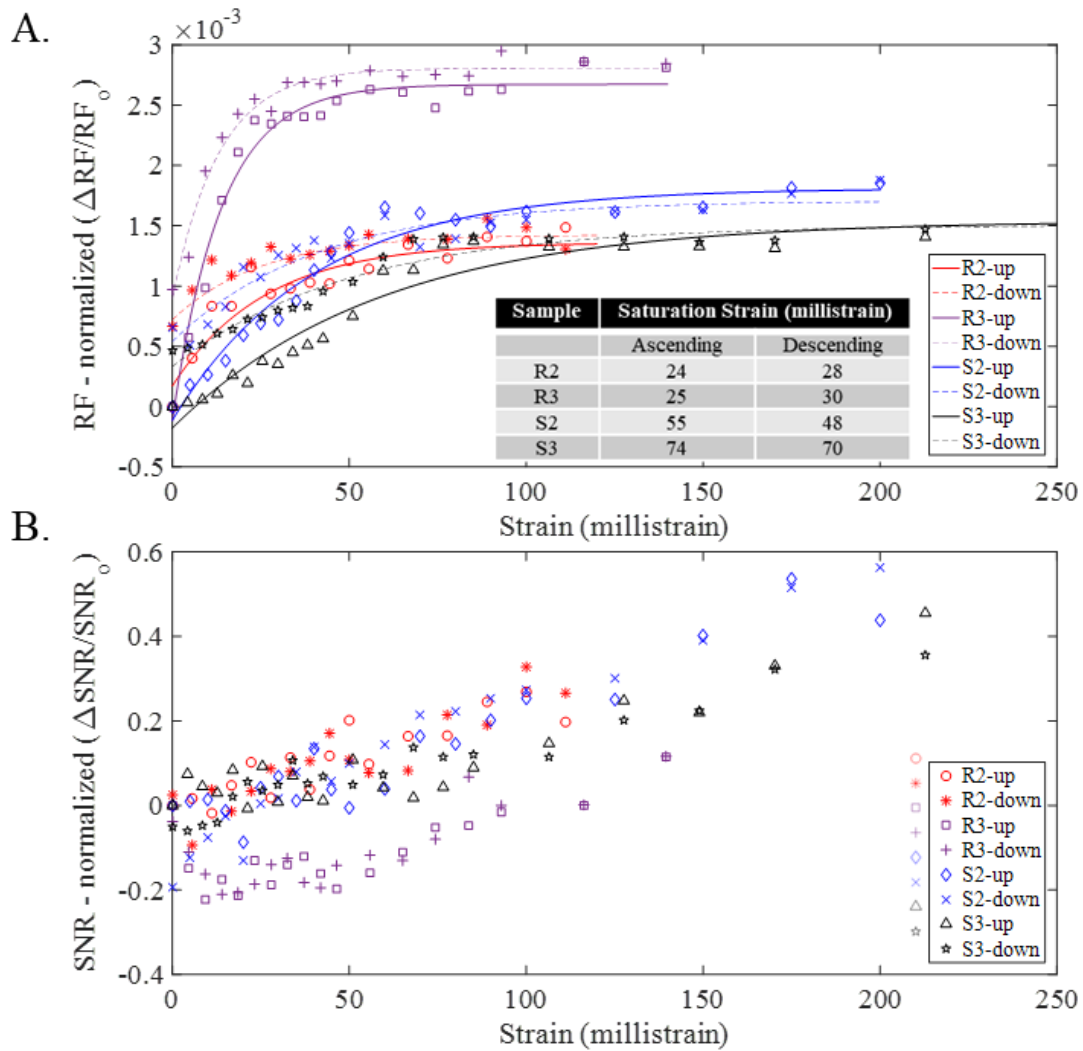 A.
×10⁻³
3
2.5
2
1.5
1
0.5
0
-0.5
RF - normalized (ΔRF/RFₒ)
Sample Saturation Strain (millistrain)
Ascending Descending
R2 24 28
R3 25 30
S2 55 48
S3 74 70
R2-up
R2-down
R3-up
R3-down
S2-up
S2-down
S3-up
S3-down
0 50 100 150 200 250
Strain (millistrain)
B.
0.6
0.4
0.2
0.0
-0.2
-0.4
SNR - normalized (ΔSNR/SNRₒ)
R2-up
R2-down
R3-up
R3-down
S2-up
S2-down
S3-up
S3-down
0 50 100 150 200 250
Strain (millistrain)